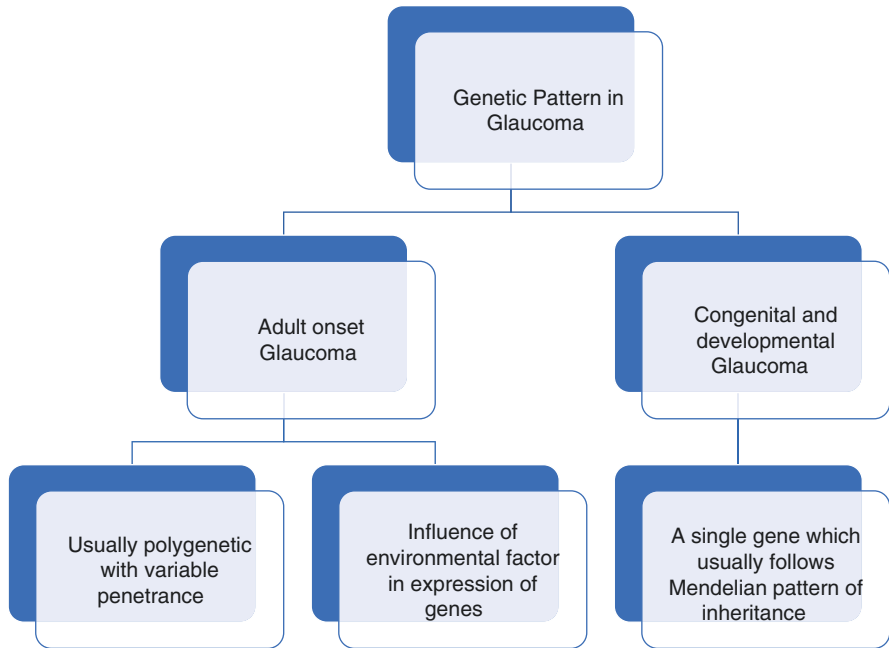 Genetic Pattern in
Glaucoma
Adult onset
Glaucoma
Congenital and
developmental
Glaucoma
Usually polygenetic
with variable
penetrance
Influence of
environmental factor
in expression of
genes
A single gene which
usually follows
Mendelian pattern of
inheritance